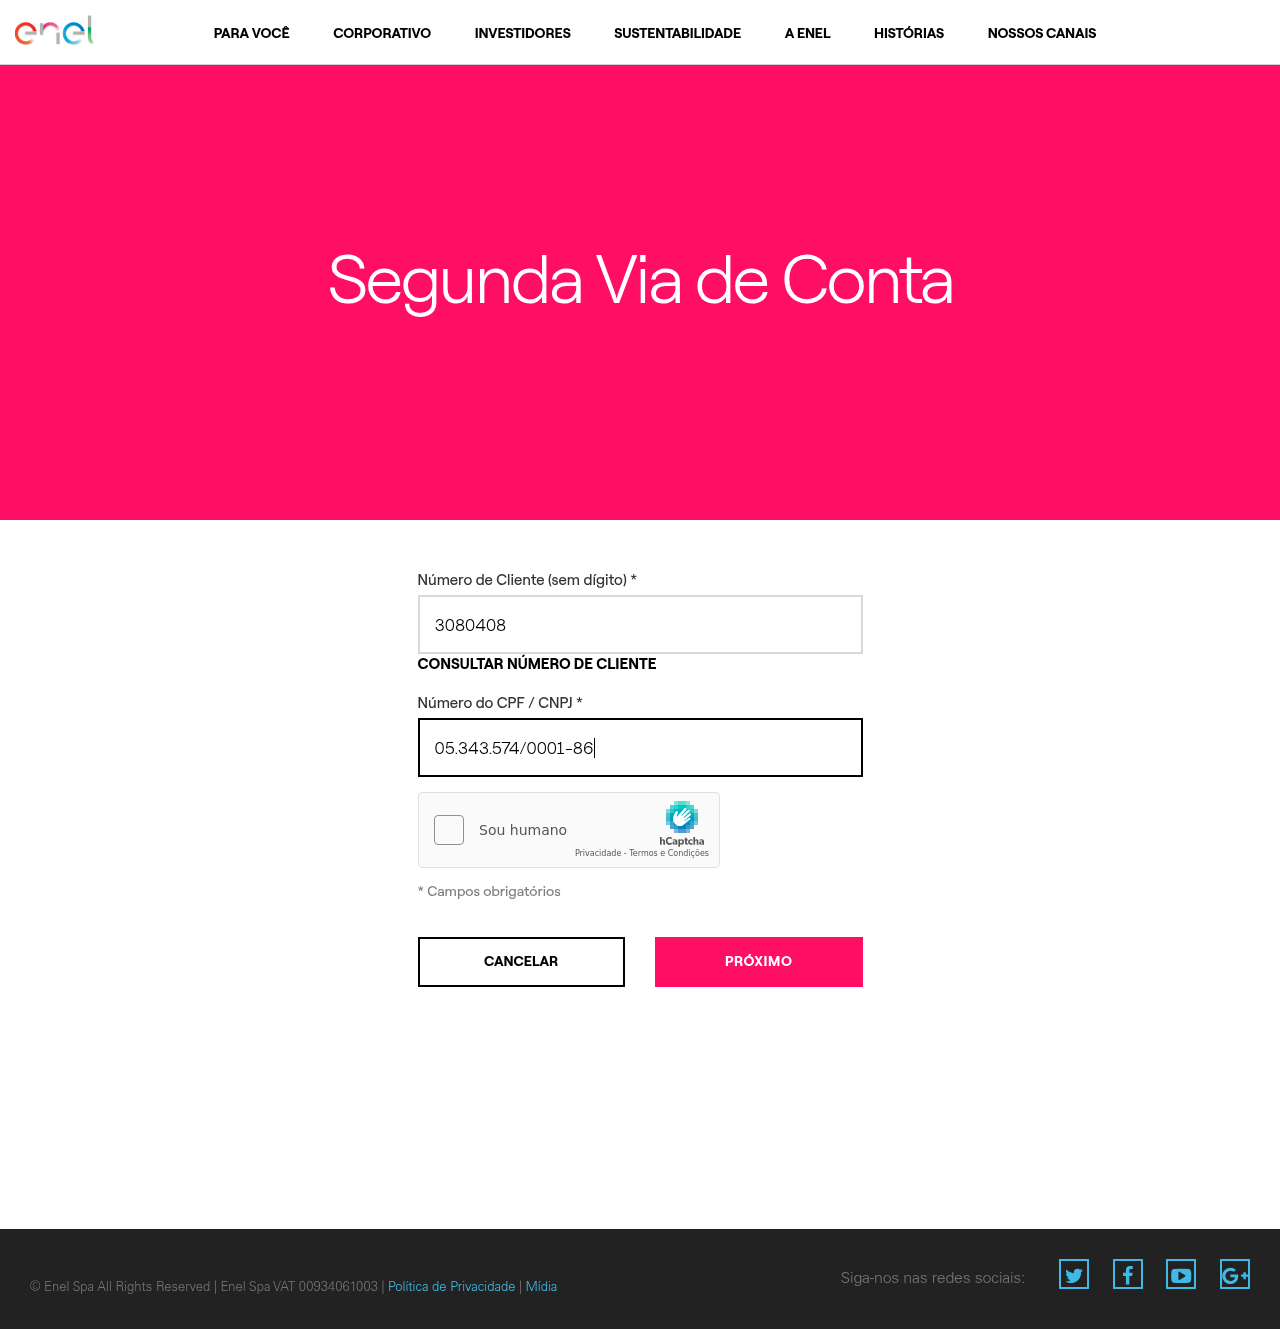 enel
PARA VOCÊ CORPORATIVO INVESTIDORES SUSTENTABILIDADE A ENEL HISTÓRIAS NOSSOS CANAIS
Segunda Via de Conta
Número de Cliente (sem dígito) *
3080408
CONSULTAR NÚMERO DE CLIENTE
Número do CPF / CNPJ *
05.343.574/0001-86
Sou humano
hCaptcha
Privacidade - Termos e Condições
* Campos obrigatórios
CANCELAR PRÓXIMO
© Enel Spa All Rights Reserved | Enel Spa VAT 00934061003 | Política de Privacidade | Mídia
Siga-nos nas redes sociais: